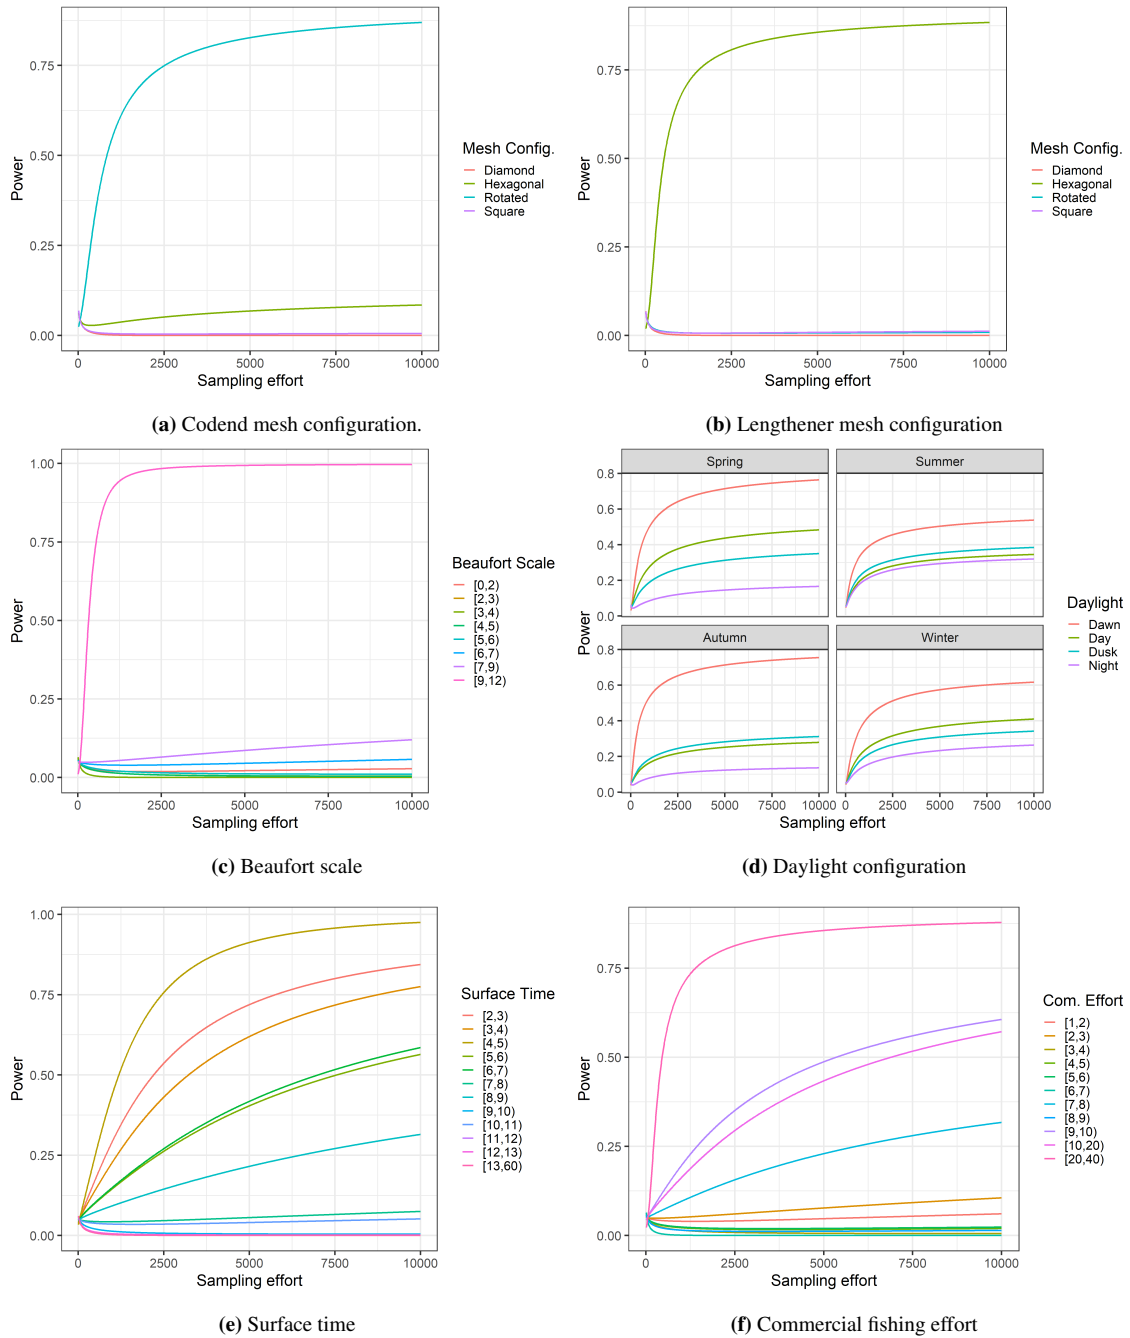 0.75
0.50
0.25
0.00
Power
0
2500
5000
7500
10000
Sampling effort
Mesh Config.
Diamond
Hexagonal
Rotated
Square
(a) Codend mesh configuration.
0.75
0.50
0.25
0.00
Power
0
2500
5000
7500
10000
Sampling effort
Mesh Config.
Diamond
Hexagonal
Rotated
Square
(b) Lengthener mesh configuration
1.00
0.75
0.50
0.25
0.00
Power
0
2500
5000
7500
10000
Sampling effort
Beaufort Scale
[0,2)
[2,3)
[3,4)
[4,5)
[5,6)
[6,7)
[7,9)
[9,12)
(c) Beaufort scale
Spring
Summer
0.8
0.6
0.4
0.2
0.0
Autumn
Winter
0.8
0.6
0.4
0.2
0.0
Power
0
2500
5000
7500
10000
0
2500
5000
7500
10000
Sampling effort
Daylight
Dawn
Day
Dusk
Night
(d) Daylight configuration
1.00
0.75
0.50
0.25
0.00
Power
0
2500
5000
7500
10000
Sampling effort
Surface Time
[2,3)
[3,4)
[4,5)
[5,6)
[6,7)
[7,8)
[8,9)
[9,10)
[10,11)
[11,12)
[12,13)
[13,60)
(e) Surface time
0.75
0.50
0.25
0.00
Power
0
2500
5000
7500
10000
Sampling effort
Com. Effort
[1,2)
[2,3)
[3,4)
[4,5)
[5,6)
[6,7)
[7,8)
[8,9)
[9,10)
[10,20)
[20,40)
(f) Commercial fishing effort